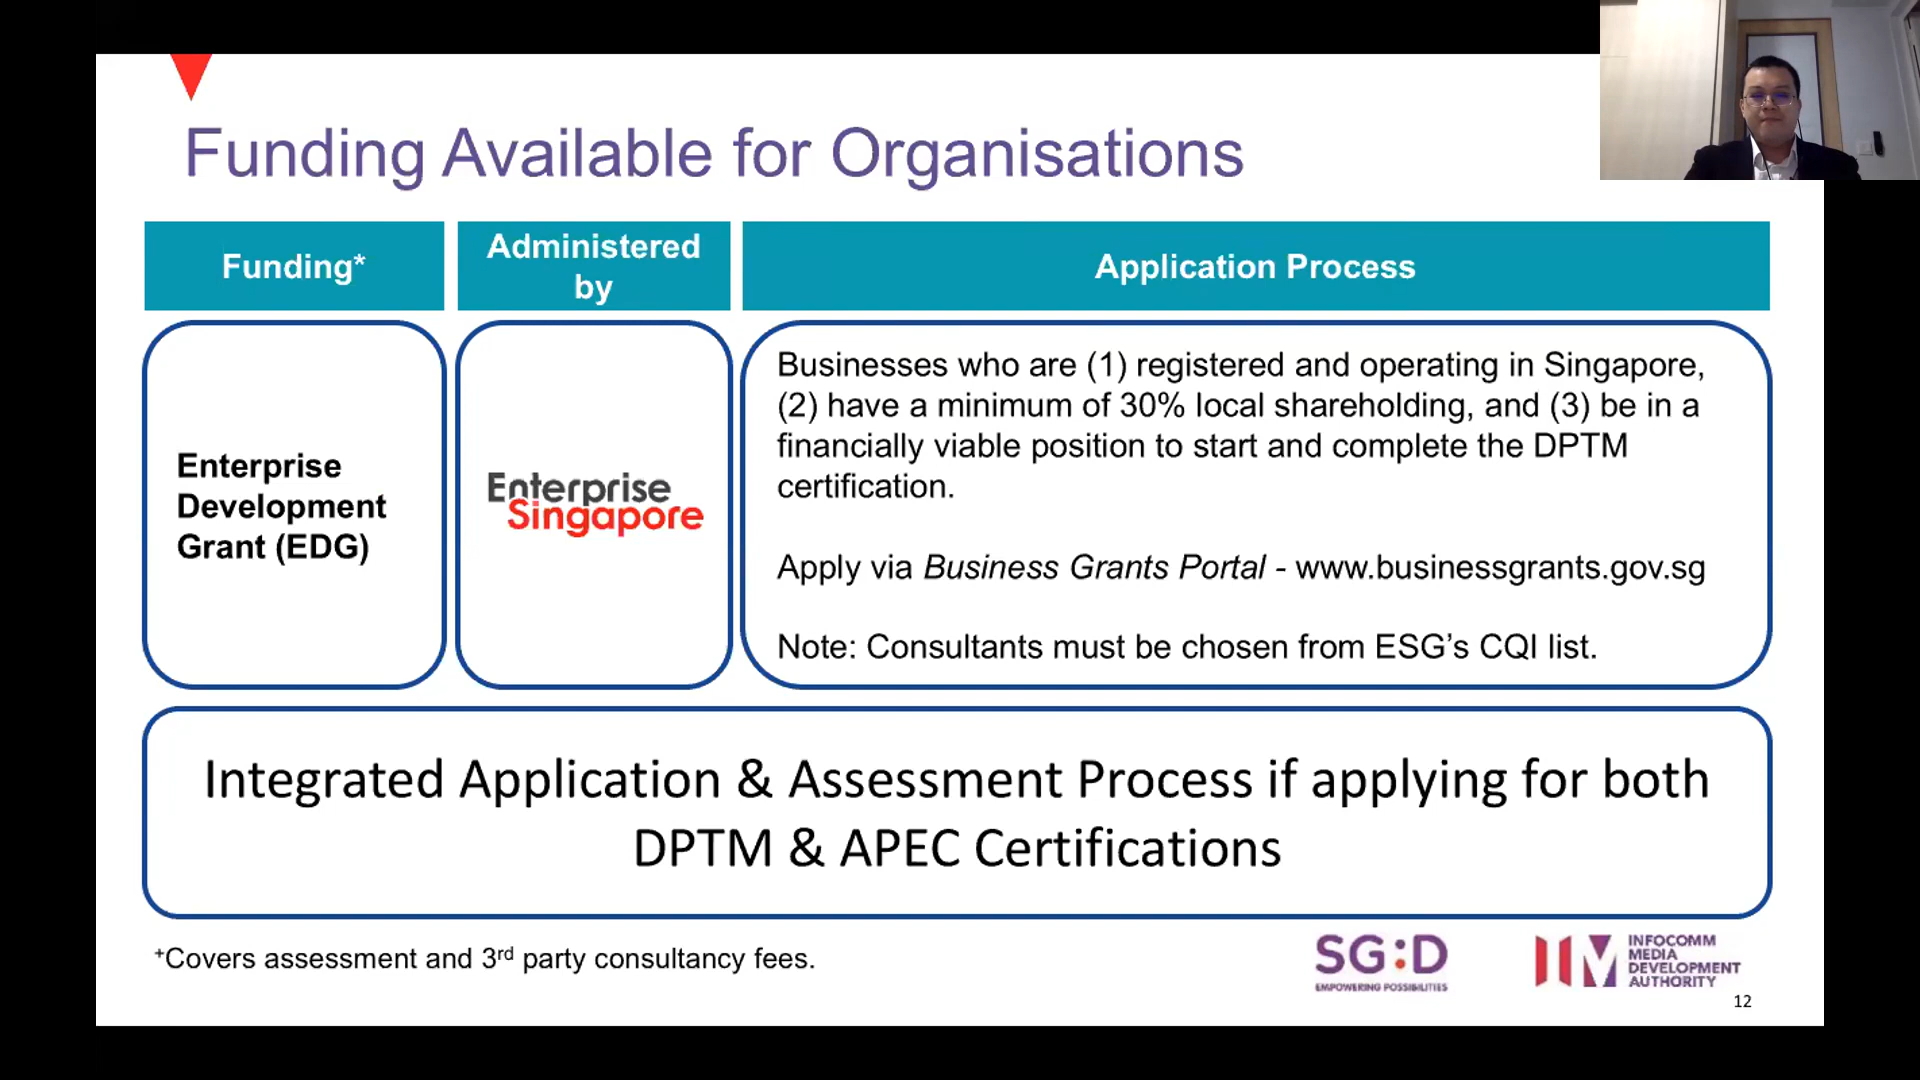 Funding Available for Organisations
Funding*
Administered
by
Application Process
Enterprise
Development
Grant (EDG)
Enterprise
Singapore
Businesses who are (1) registered and operating in Singapore,
(2) have a minimum of 30% local shareholding, and (3) be in a
financially viable position to start and complete the DPTM
certification.
Apply via Business Grants Portal - www.businessgrants.gov.sg
Note: Consultants must be chosen from ESG’s CQI list.
Integrated Application & Assessment Process if applying for both
DPTM & APEC Certifications
+Covers assessment and 3rd party consultancy fees.
SG:D
EMPOWERING POSSIBILITIES
INFOCOMM
MEDIA
DEVELOPMENT
AUTHORITY
12